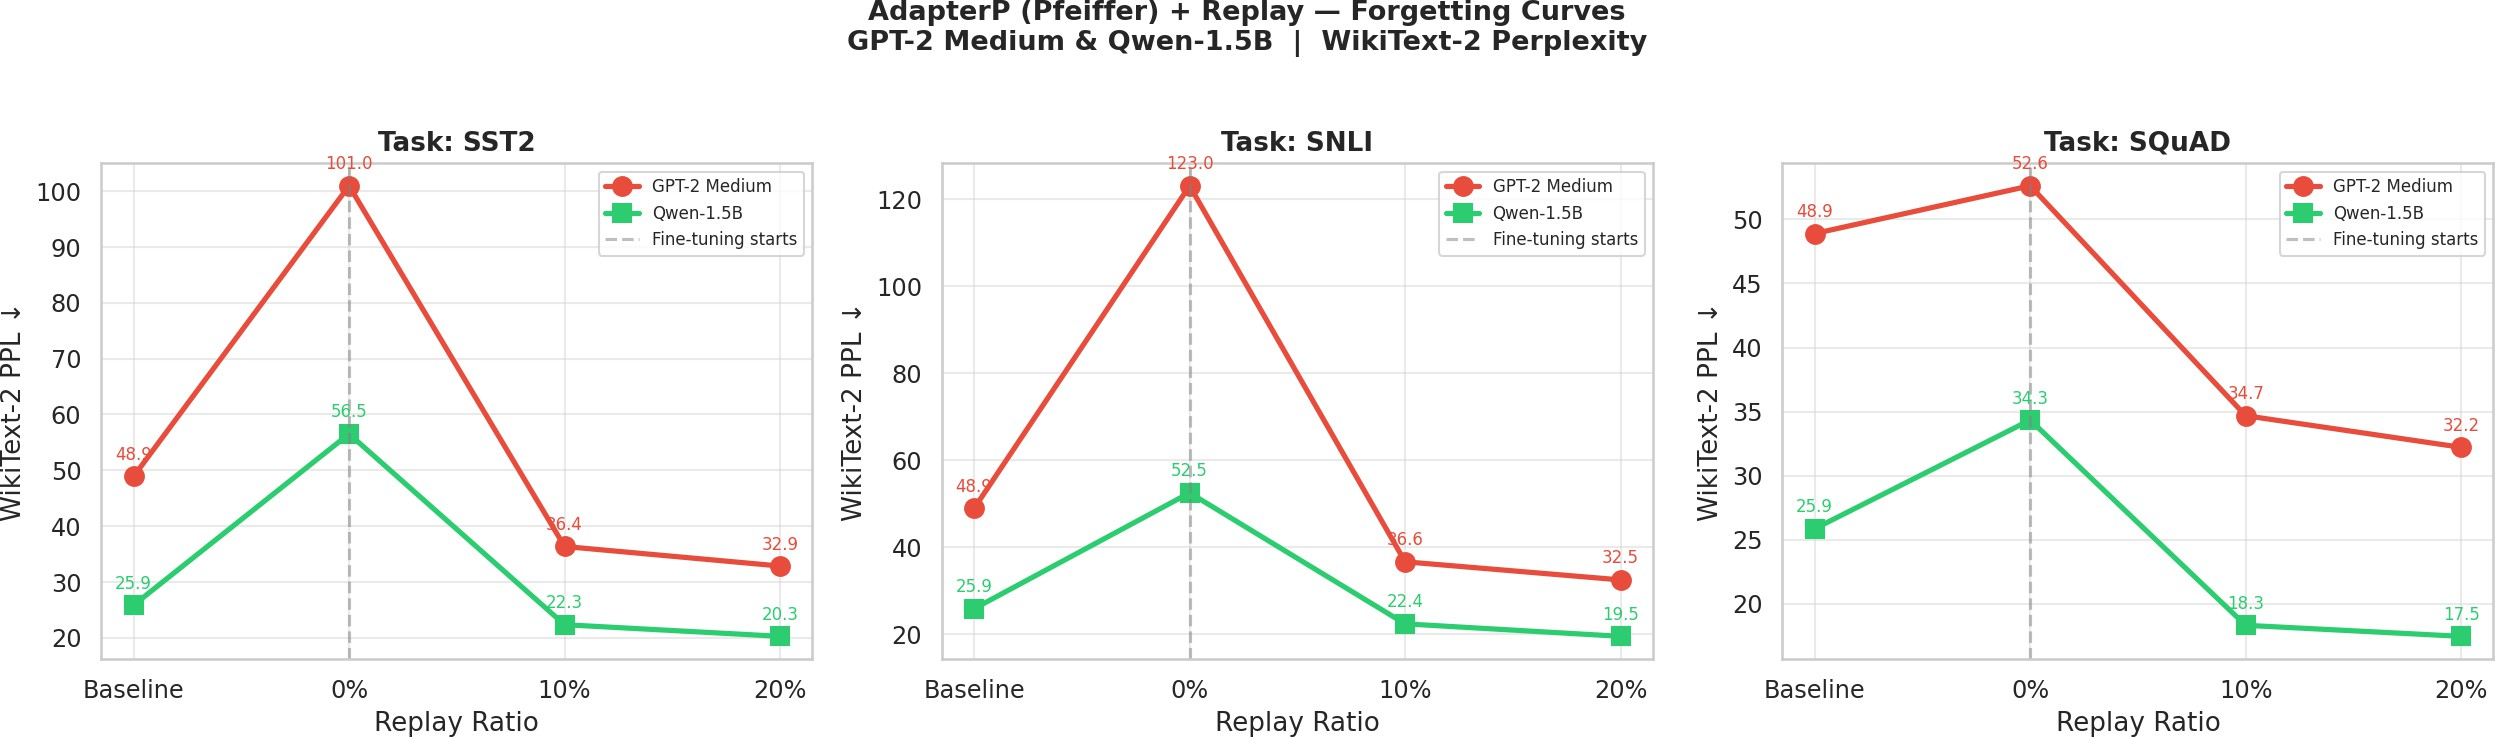 AdapterP (Pfeiffer) + Replay — Forgetting Curves
GPT-2 Medium & Qwen-1.5B | WikiText-2 Perplexity
Task: SST2
WikiText-2 PPL ↓
100
90
80
70
60
50
40
30
20
101.0
48.9
36.4
32.9
56.5
25.9
22.3
20.3
GPT-2 Medium
Qwen-1.5B
Fine-tuning starts
Baseline
0%
10%
20%
Replay Ratio
Task: SNLI
WikiText-2 PPL ↓
120
100
80
60
40
20
123.0
48.9
36.6
32.5
52.5
25.9
22.4
19.5
GPT-2 Medium
Qwen-1.5B
Fine-tuning starts
Baseline
0%
10%
20%
Replay Ratio
Task: SQuAD
WikiText-2 PPL ↓
50
45
40
35
30
25
20
52.6
48.9
34.7
32.2
34.3
25.9
18.3
17.5
GPT-2 Medium
Qwen-1.5B
Fine-tuning starts
Baseline
0%
10%
20%
Replay Ratio